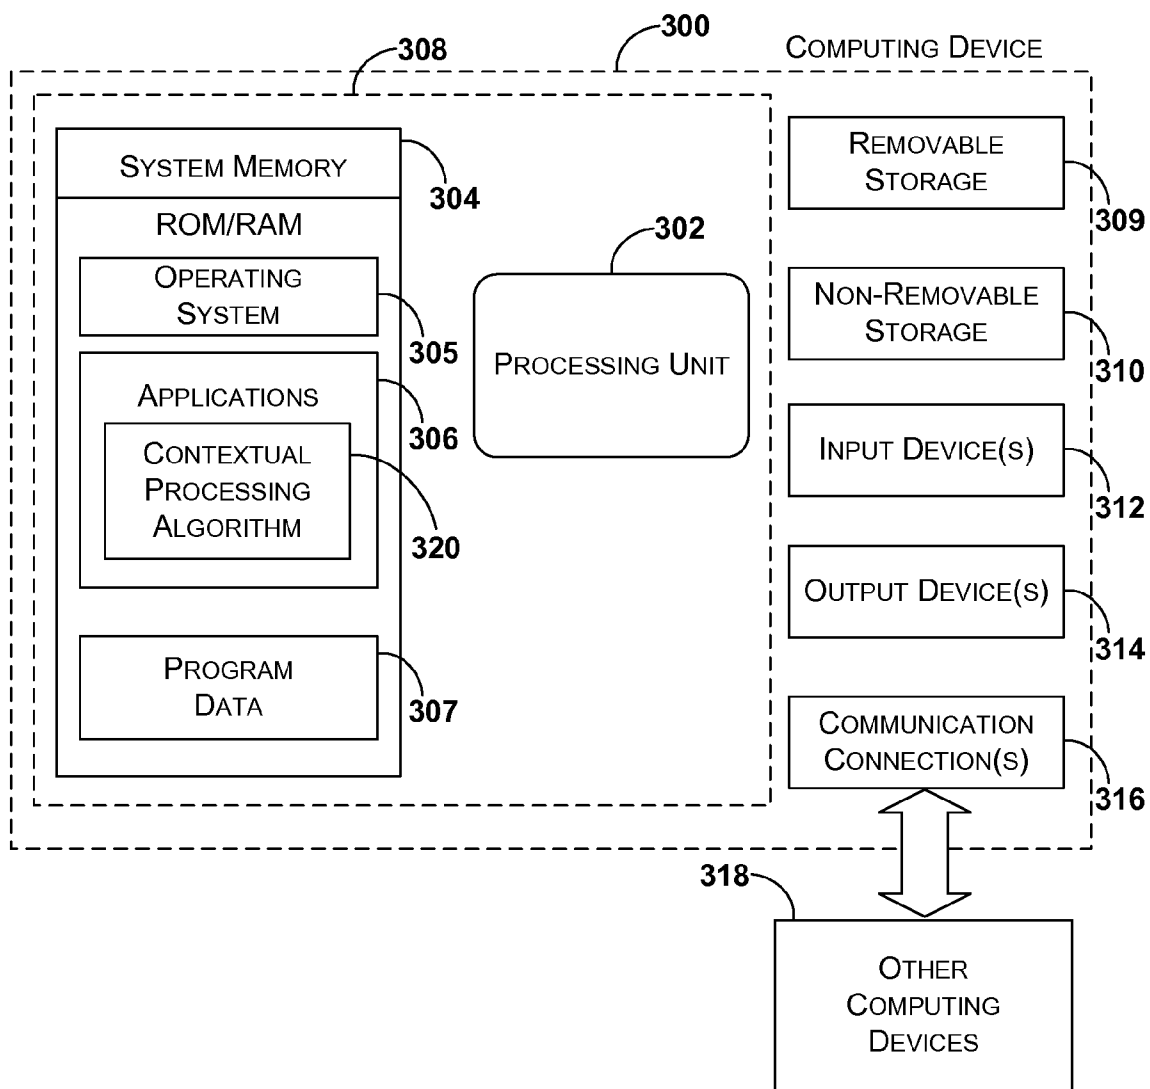 300
COMPUTING DEVICE
308
SYSTEM MEMORY
304
ROM/RAM
OPERATING
SYSTEM
305
APPLICATIONS
306
CONTEXTUAL
PROCESSING
ALGORITHM
320
PROGRAM
DATA
307
302
PROCESSING UNIT
REMOVABLE
STORAGE
309
NON-REMOVABLE
STORAGE
310
INPUT DEVICE(S)
312
OUTPUT DEVICE(S)
314
COMMUNICATION
CONNECTION(S)
316
318
OTHER
COMPUTING
DEVICES